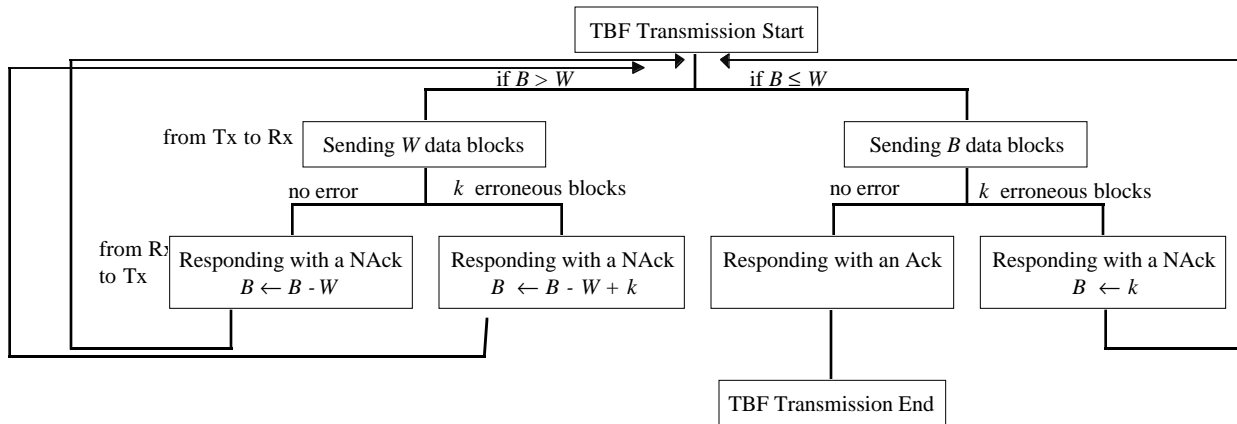 TBF Transmission Start
if B > W
if B ≤ W
from Tx to Rx
Sending W data blocks
Sending B data blocks
no error
k erroneous blocks
no error
k erroneous blocks
from Rx
to Tx
Responding with a NAck
B ← B - W
Responding with a NAck
B ← B - W + k
Responding with an Ack
Responding with a NAck
B ← k
TBF Transmission End